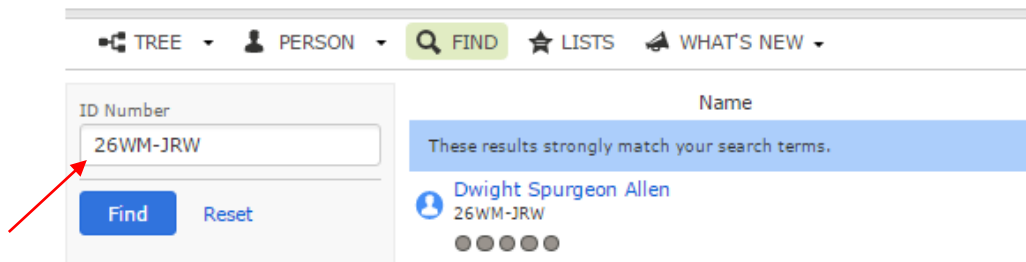 TREE PERSON FIND LISTS WHAT'S NEW
ID Number
26WM-JRW
Find Reset
Name
These results strongly match your search terms.
Dwight Spurgeon Allen
26WM-JRW